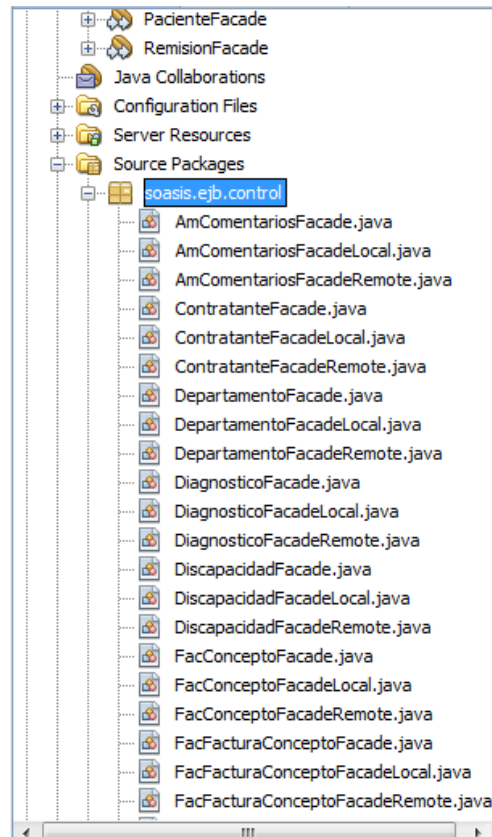 PacienteFacade
RemisionFacade
Java Collaborations
Configuration Files
Server Resources
Source Packages
soasis.ejb.control
AmComentariosFacade.java
AmComentariosFacadeLocal.java
AmComentariosFacadeRemote.java
ContratanteFacade.java
ContratanteFacadeLocal.java
ContratanteFacadeRemote.java
DepartamentoFacade.java
DepartamentoFacadeLocal.java
DepartamentoFacadeRemote.java
DiagnosticoFacade.java
DiagnosticoFacadeLocal.java
DiagnosticoFacadeRemote.java
DiscapacidadFacade.java
DiscapacidadFacadeLocal.java
DiscapacidadFacadeRemote.java
FacConceptoFacade.java
FacConceptoFacadeLocal.java
FacConceptoFacadeRemote.java
FacFacturaConceptoFacade.java
FacFacturaConceptoFacadeLocal.java
FacFacturaConceptoFacadeRemote.java